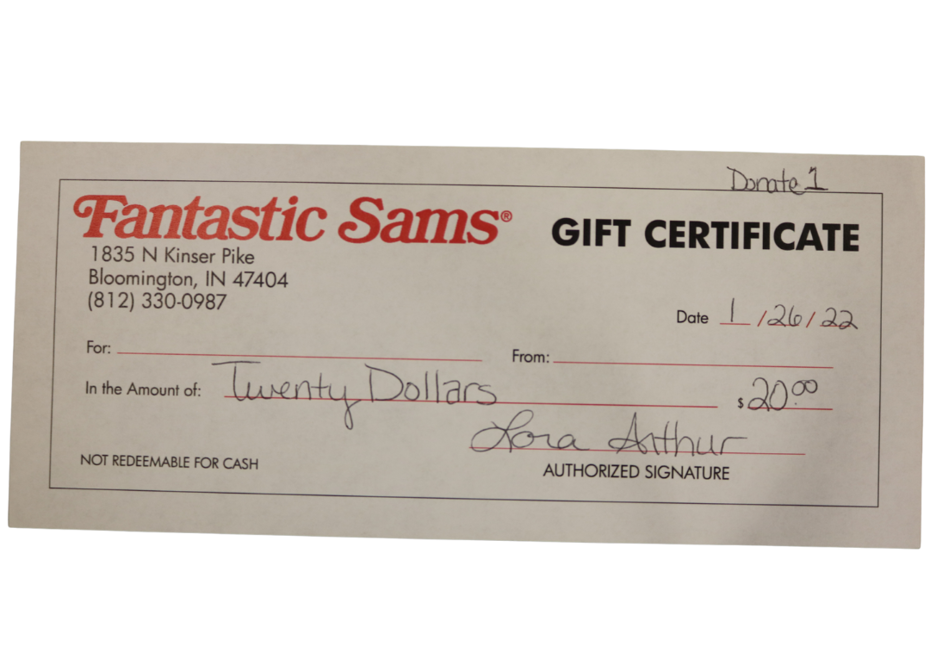 Donate 1
Fantastic Sams®
GIFT CERTIFICATE
1835 N Kinser Pike
Bloomington, IN 47404
(812) 330-0987
Date 1/26/22
For:
From:
In the Amount of: Twenty Dollars $20.00
Lora Arthur
NOT REDEEMABLE FOR CASH
AUTHORIZED SIGNATURE